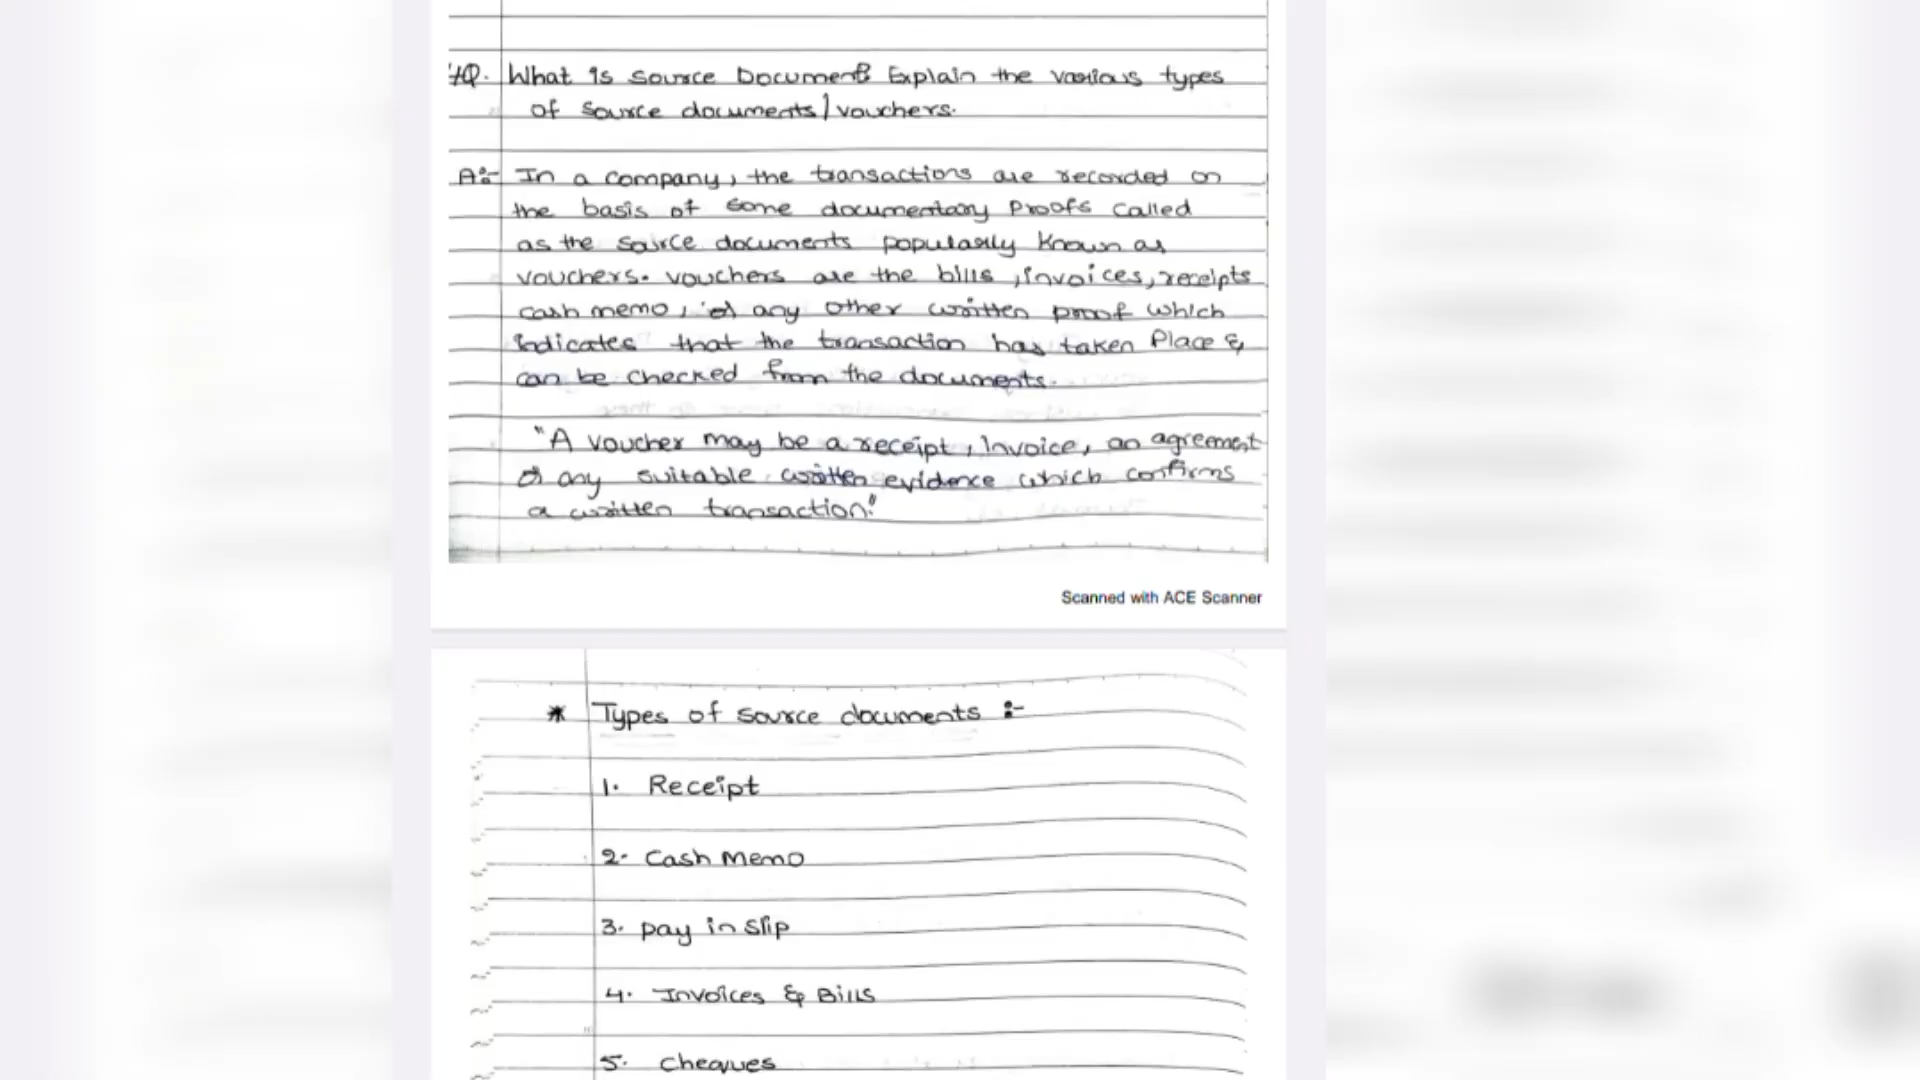 4Q. What is source Document? Explain the various types
of source documents/vouchers.
A:- In a company, the transactions are recorded on
the basis of some documentary Proofs called
as the source documents popularly known as
vouchers. vouchers are the bills, invoices, receipts
cash memo, or any other written proof which
indicates that the transaction has taken Place &
can be checked from the documents.
"A voucher may be a receipt, Invoice, an agreement
or any suitable written evidence which confirms
a written transaction."
Scanned with ACE Scanner
* Types of source documents :-
1. Receipt
2. Cash Memo
3. pay in slip
4. Invoices & Bills
5. cheques